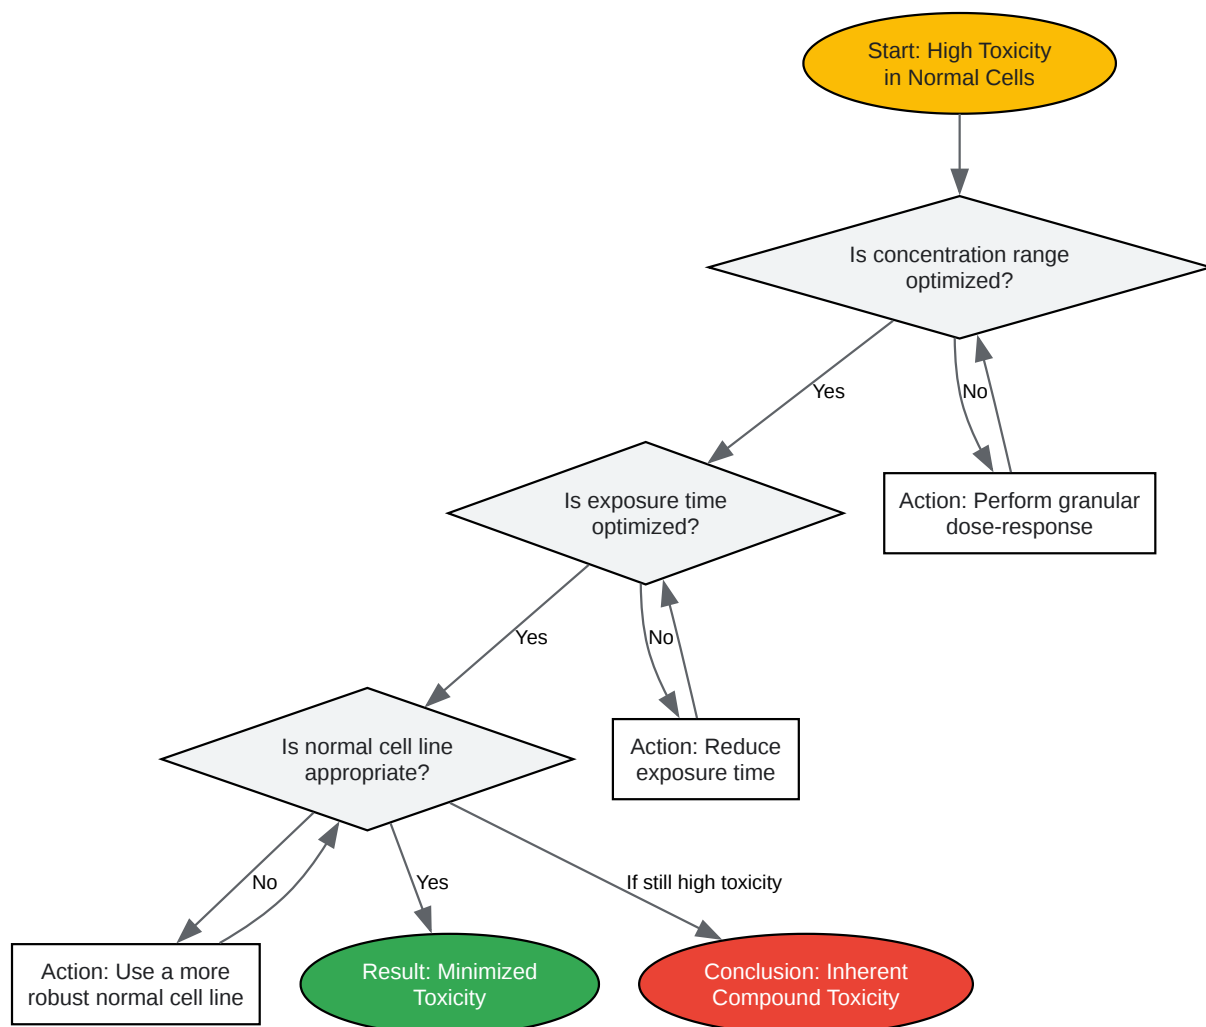 Start: High Toxicity
in Normal Cells
Is concentration range
optimized?
Yes
No
Is exposure time
optimized?
Action: Perform granular
dose-response
Yes
No
Is normal cell line
appropriate?
Action: Reduce
exposure time
No
Yes
If still high toxicity
Action: Use a more
robust normal cell line
Result: Minimized
Toxicity
Conclusion: Inherent
Compound Toxicity